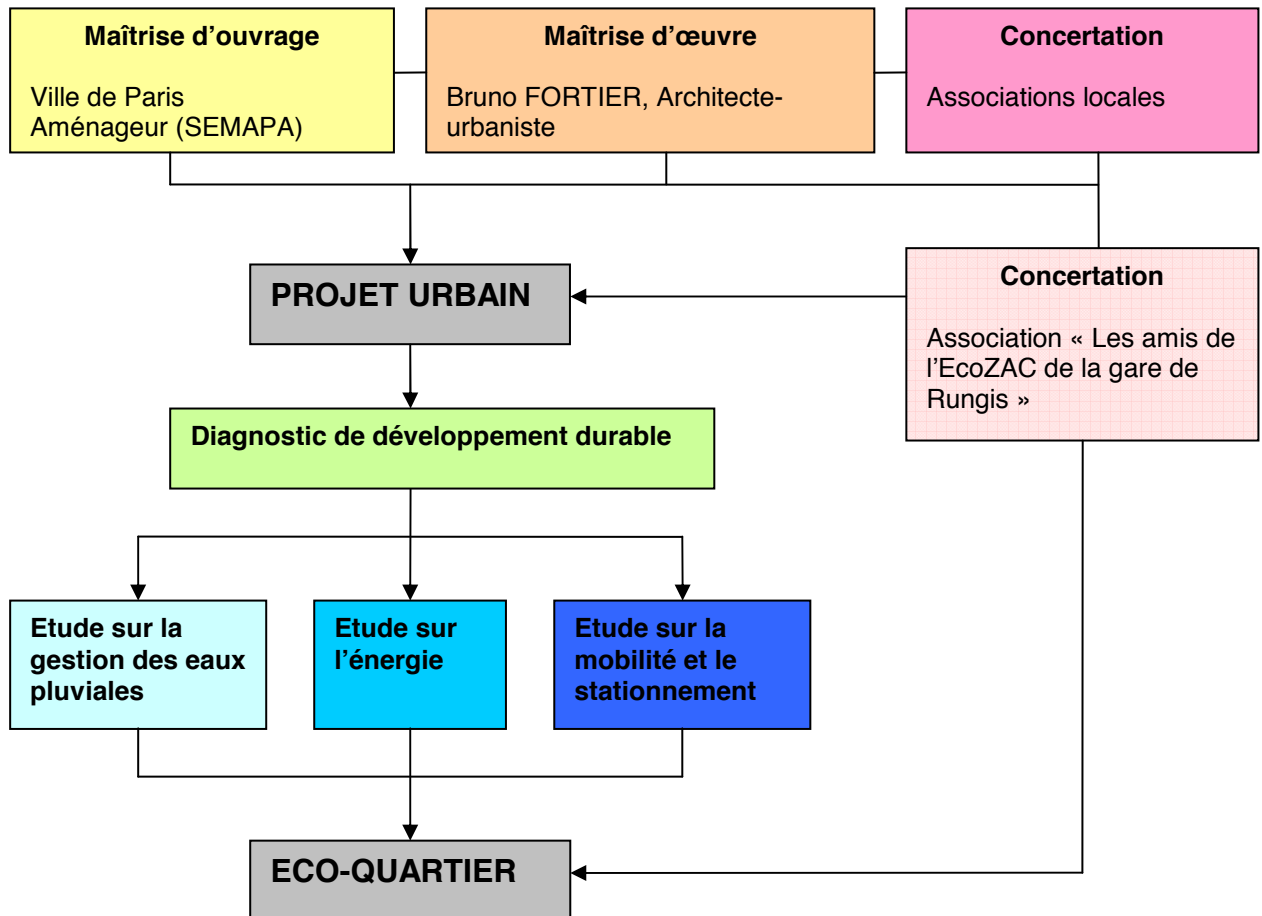 Maîtrise d'ouvrage
Ville de Paris
Aménageur (SEMAPA)
Maîtrise d'œuvre
Bruno FORTIER, Architecte-
urbaniste
Concertation
Associations locales
PROJET URBAIN
Concertation
Association « Les amis de
l'EcoZAC de la gare de
Rungis »
Diagnostic de développement durable
Etude sur la
gestion des eaux
pluviales
Etude sur
l'énergie
Etude sur la
mobilité et le
stationnement
ECO-QUARTIER